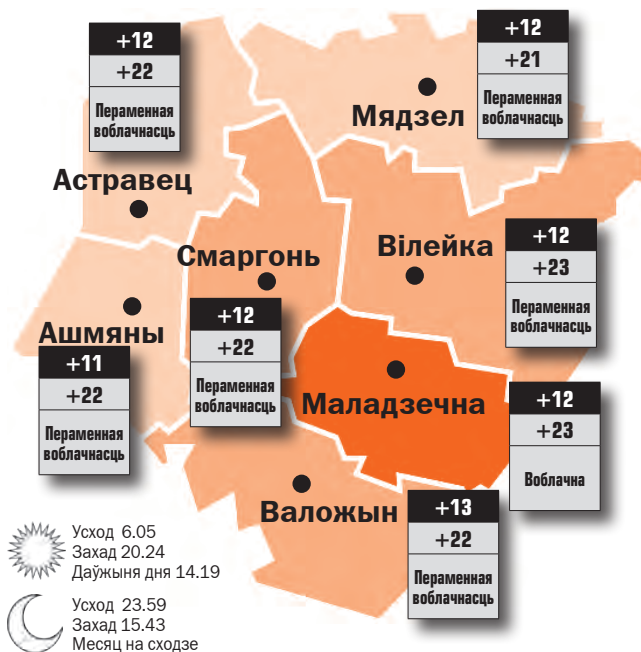 +12
+22
Пераменная
воблачнасць
Астравец
+12
+21
Пераменная
воблачнасць
Мядзел
Смаргонь
+12
+22
Пераменная
воблачнасць
Вілейка
+12
+23
Пераменная
воблачнасць
Ашмяны
+11
+22
Пераменная
воблачнасць
Маладзечна
+12
+23
Воблачна
Валожын
+13
+22
Пераменная
воблачнасць
Усход 6.05
Захад 20.24
Даўжыня дня 14.19
Усход 23.59
Захад 15.43
Месяц на сходзе